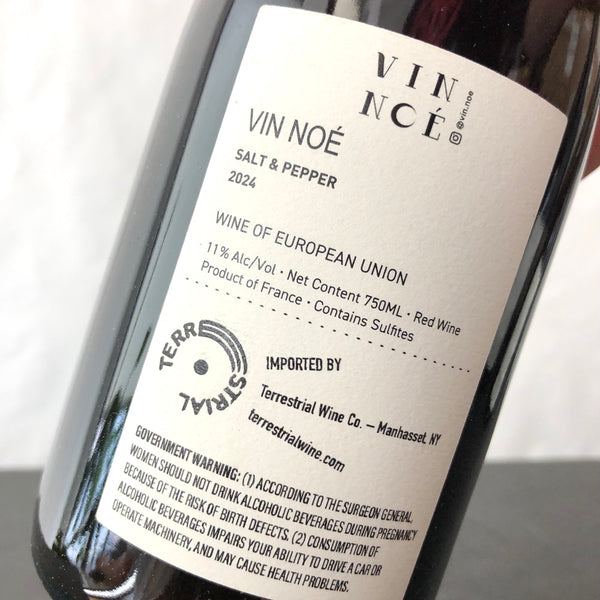 VIN
NOÉ
@vin.noe
VIN NOÉ
SALT & PEPPER
2024
WINE OF EUROPEAN UNION
11% Alc/Vol • Net Content 750ML • Red Wine
Product of France • Contains Sulfites
TERRESTRIAL
IMPORTED BY
Terrestrial Wine Co. — Manhasset, NY
terrestrialwine.com
GOVERNMENT WARNING: (1) ACCORDING TO THE SURGEON GENERAL,
WOMEN SHOULD NOT DRINK ALCOHOLIC BEVERAGES DURING PREGNANCY
BECAUSE OF THE RISK OF BIRTH DEFECTS. (2) CONSUMPTION OF
ALCOHOLIC BEVERAGES IMPAIRS YOUR ABILITY TO DRIVE A CAR OR
OPERATE MACHINERY, AND MAY CAUSE HEALTH PROBLEMS.